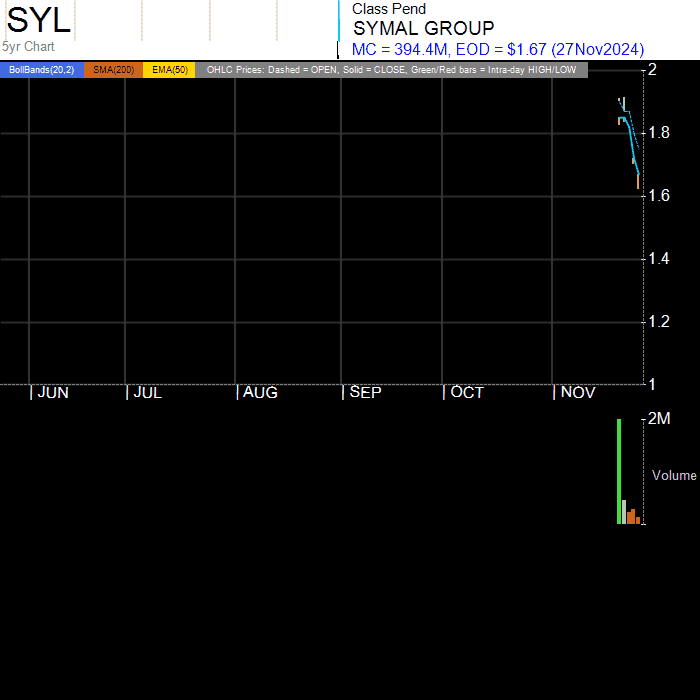 SYL
5yr Chart
Class Pend
SYMAL GROUP
MC = 394.4M, EOD = $1.67 (27Nov2024)
BollBands(20,2) SMA(200) EMA(50) OHLC Prices: Dashed = OPEN, Solid = CLOSE, Green/Red bars = Intra-day HIGH/LOW
2
1.8
1.6
1.4
1.2
1
JUN JUL AUG SEP OCT NOV
2M
Volume